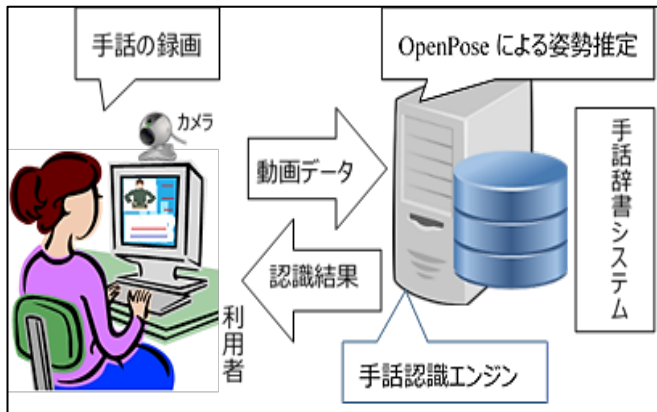 手話の録画
OpenPose による姿勢推定
カメラ
動画データ
認識結果
利用者
手話辞書システム
手話認識エンジン